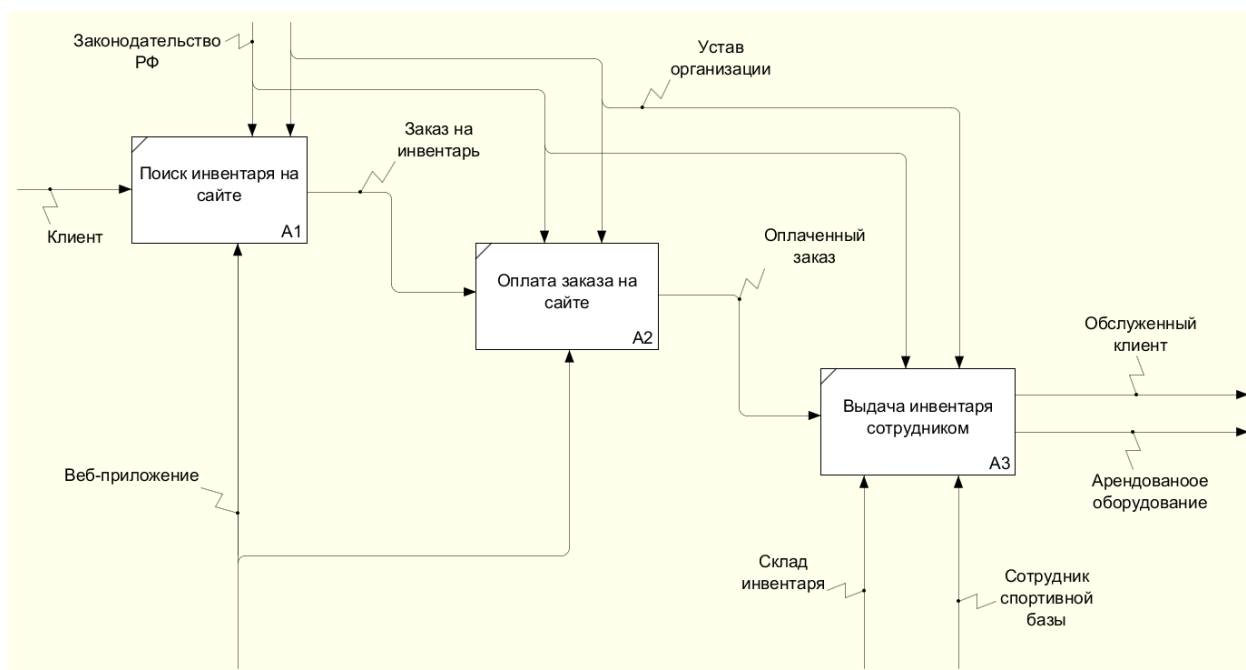 Законодательство
РФ
Устав
организации
Заказ на
инвентарь
Поиск инвентаря на
сайте
A1
Клиент
Оплаченный
заказ
Оплата заказа на
сайте
A2
Обслуженный
клиент
Выдача инвентаря
сотрудником
A3
Веб-приложение
Арендованоое
оборудование
Склад
инвентаря
Сотрудник
спортивной
базы